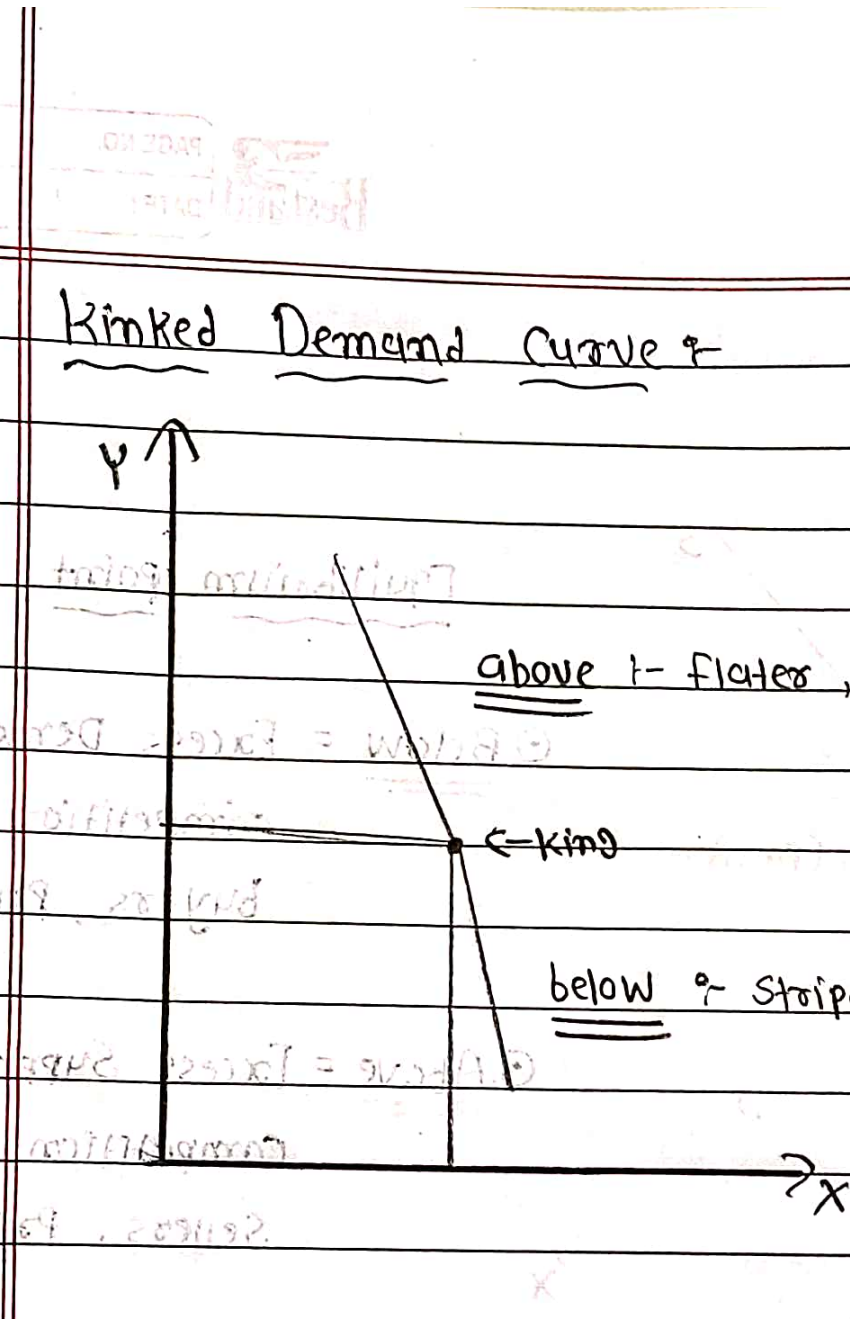 Kinked Demand Curve :-
Y
above :- flater,
← King
below :- Strip
X